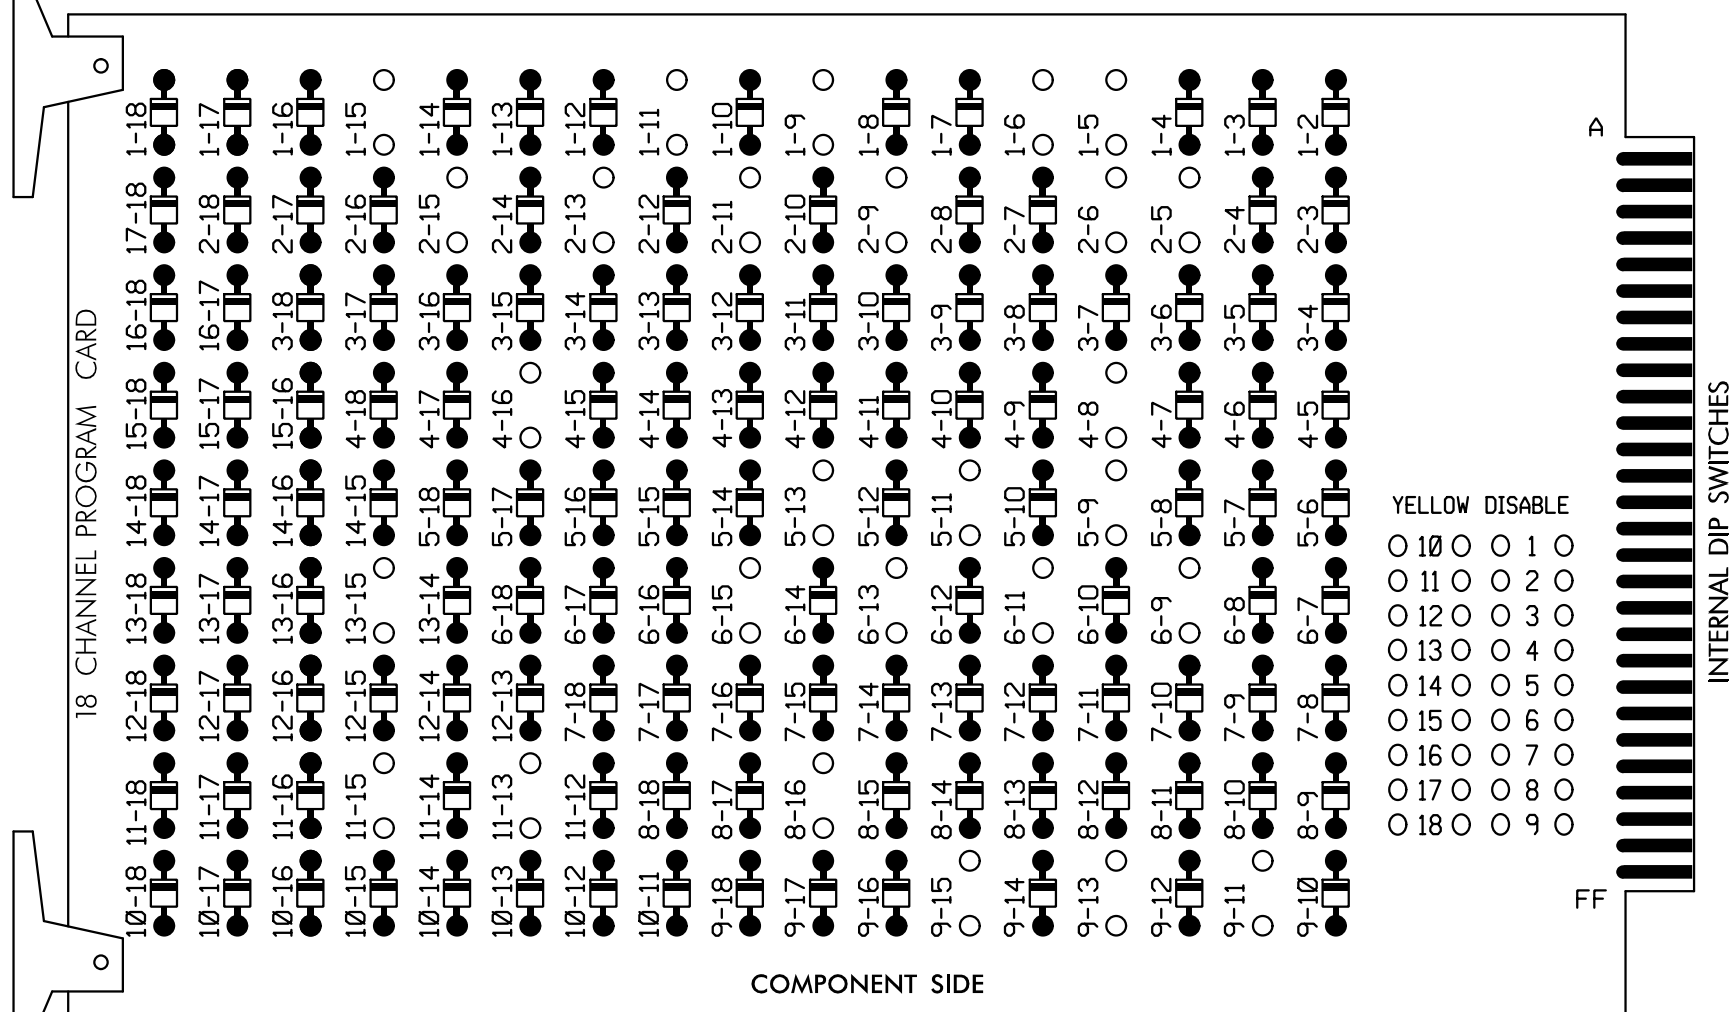 1-18 1-17 1-16 1-15 1-14 1-13 1-12 1-11 1-10 1-9 1-8 1-7 1-6 1-5 1-4 1-3 1-2
17-18 2-18 2-17 2-16 2-15 2-14 2-13 2-12 2-11 2-10 2-9 2-8 2-7 2-6 2-5 2-4 2-3
16-18 16-17 3-18 3-17 3-16 3-15 3-14 3-13 3-12 3-11 3-10 3-9 3-8 3-7 3-6 3-5 3-4
15-18 15-17 15-16 4-18 4-17 4-16 4-15 4-14 4-13 4-12 4-11 4-10 4-9 4-8 4-7 4-6 4-5
14-18 14-17 14-16 14-15 5-18 5-17 5-16 5-15 5-14 5-13 5-12 5-11 5-10 5-9 5-8 5-7 5-6
13-18 13-17 13-16 13-15 13-14 6-18 6-17 6-16 6-15 6-14 6-13 6-12 6-11 6-10 6-9 6-8 6-7
12-18 12-17 12-16 12-15 12-14 12-13 7-18 7-17 7-16 7-15 7-14 7-13 7-12 7-11 7-10 7-9 7-8
11-18 11-17 11-16 11-15 11-14 11-13 11-12 8-18 8-17 8-16 8-15 8-14 8-13 8-12 8-11 8-10 8-9
10-18 10-17 10-16 10-15 10-14 10-13 10-12 10-11 9-18 9-17 9-16 9-15 9-14 9-13 9-12 9-11 9-10
18 CHANNEL PROGRAM CARD
COMPONENT SIDE
YELLOW DISABLE
10 1
11 2
12 3
13 4
14 5
15 6
16 7
17 8
18 9
A
FF
INTERNAL DIP SWITCHES